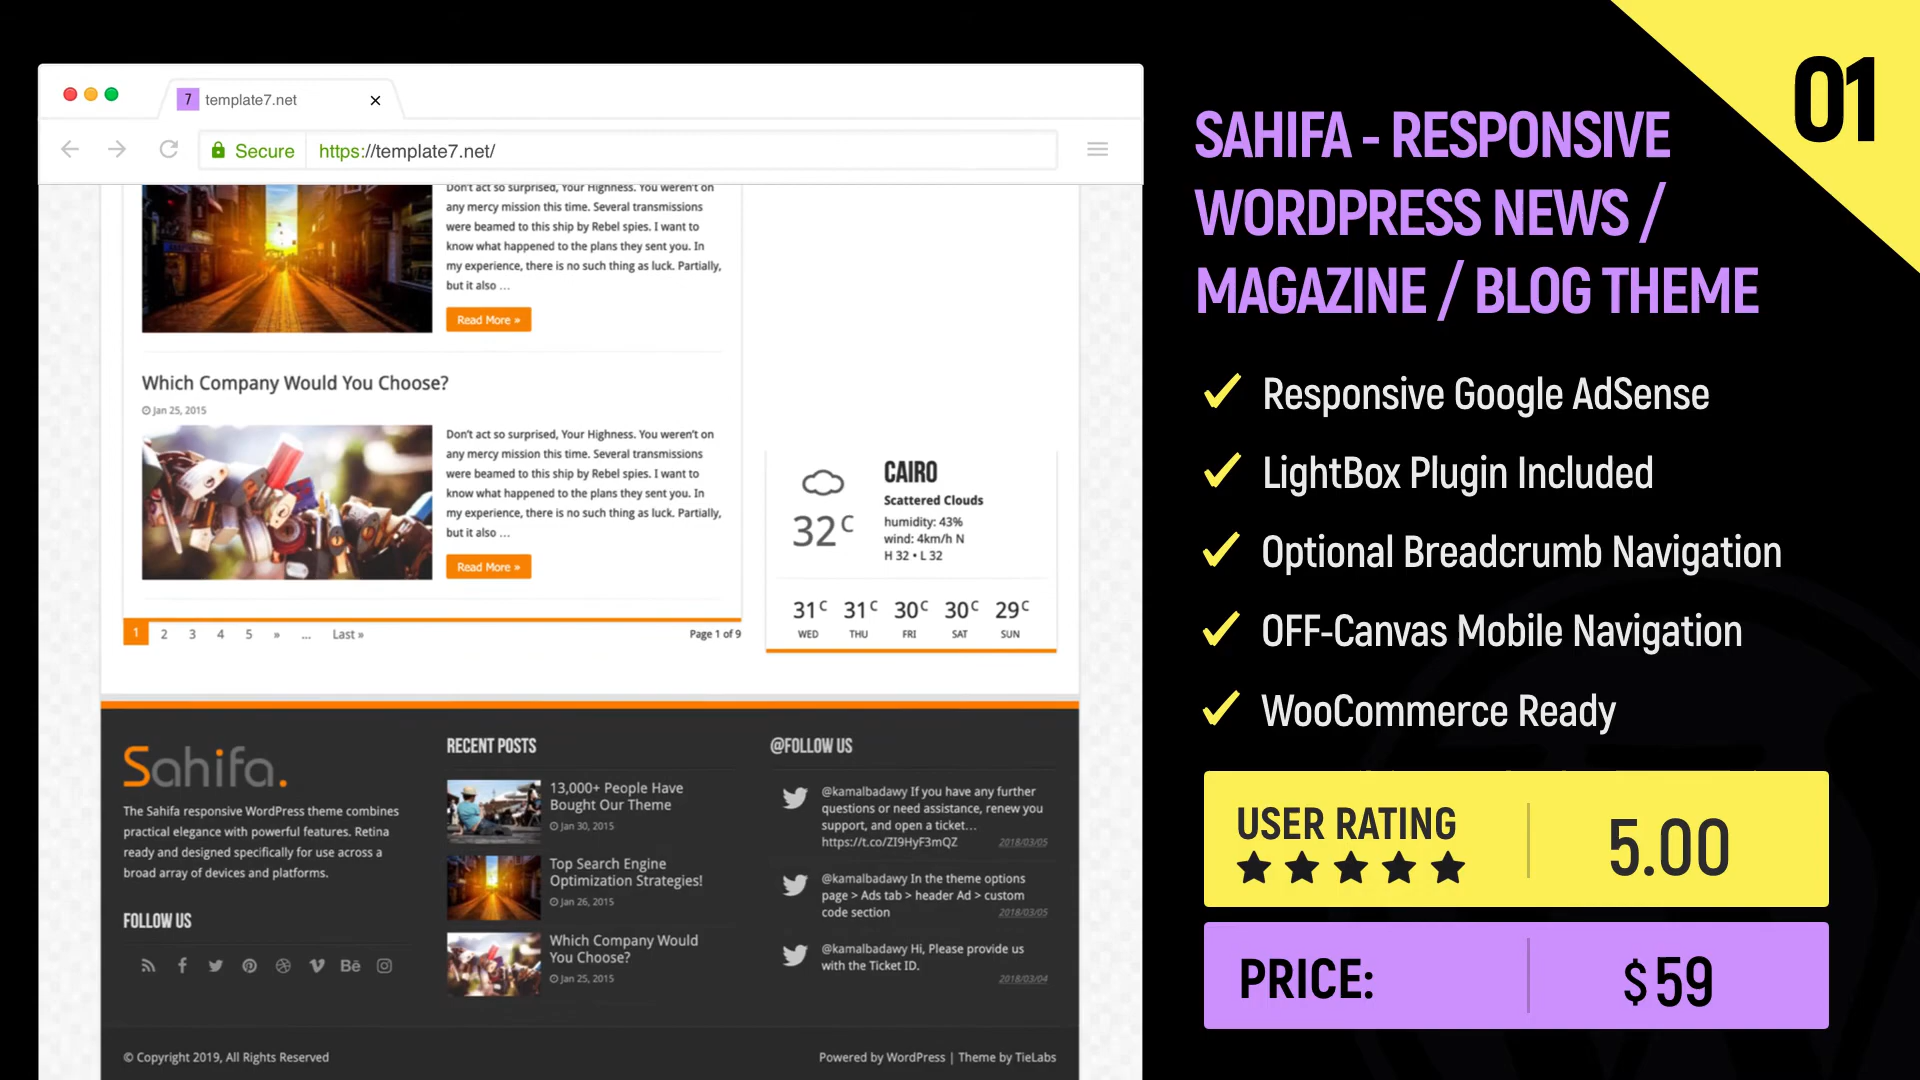 7 template7.net
Secure https://template7.net/
Don't act so surprised, Your Highness. You weren't on
any mercy mission this time. Several transmissions
were beamed to this ship by Rebel spies. I want to
know what happened to the plans they sent you. In
my experience, there is no such thing as luck. Partially,
but it also ...
Read More »
Which Company Would You Choose?
Jan 25, 2015
Don't act so surprised, Your Highness. You weren't on
any mercy mission this time. Several transmissions
were beamed to this ship by Rebel spies. I want to
know what happened to the plans they sent you. In
my experience, there is no such thing as luck. Partially,
but it also ...
Read More »
1 2 3 4 5 » ... Last »
Page 1 of 9
CAIRO
Scattered Clouds
32 C
humidity: 43%
wind: 4km/h N
H 32 • L 32
31 C 31 C 30 C 30 C 29 C
WED THU FRI SAT SUN
Sahifa.
The Sahifa responsive WordPress theme combines
practical elegance with powerful features. Retina
ready and designed specifically for use across a
broad array of devices and platforms.
FOLLOW US
Bē
RECENT POSTS
13,000+ People Have
Bought Our Theme
Jan 30, 2015
Top Search Engine
Optimization Strategies!
Jan 26, 2015
Which Company Would
You Choose?
Jan 25, 2015
@FOLLOW US
@kamalbadawy If you have any further
questions or need assistance, renew you
support, and open a ticket...
https://t.co/ZI9HyF3mQZ 2018/03/05
@kamalbadawy In the theme options
page > Ads tab > header Ad > custom
code section 2018/03/05
@kamalbadawy Hi, Please provide us
with the Ticket ID.
2018/03/04
© Copyright 2019, All Rights Reserved
Powered by WordPress | Theme by TieLabs
01
SAHIFA - RESPONSIVE
WORDPRESS NEWS /
MAGAZINE / BLOG THEME
Responsive Google AdSense
LightBox Plugin Included
Optional Breadcrumb Navigation
OFF-Canvas Mobile Navigation
WooCommerce Ready
USER RATING
5.00
PRICE:
$59